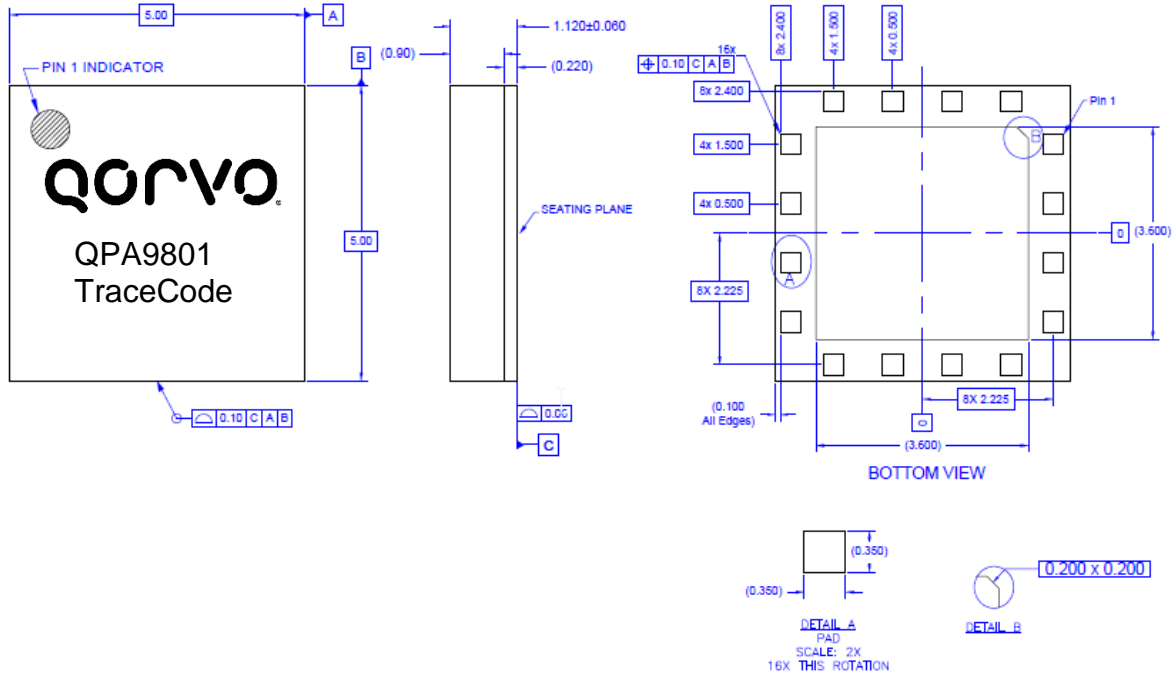 5.00
A
B
PIN 1 INDICATOR
QORVO
QPA9801
TraceCode
5.00
0.10 C A B
1.120±0.060
(0.90)
(0.220)
SEATING PLANE
C
8x 2.400
4x 1.500
4x 0.500
16x
0.10 C A B
8x 2.400
4x 1.500
4x 0.500
8X 2.225
Pin 1
B
A
0
(3.600)
8X 2.225
(0.100
All Edges)
0
(3.600)
BOTTOM VIEW
(0.350)
(0.350)
DETAIL A
PAD
SCALE: 2X
16X THIS ROTATION
0.200 x 0.200
DETAIL B